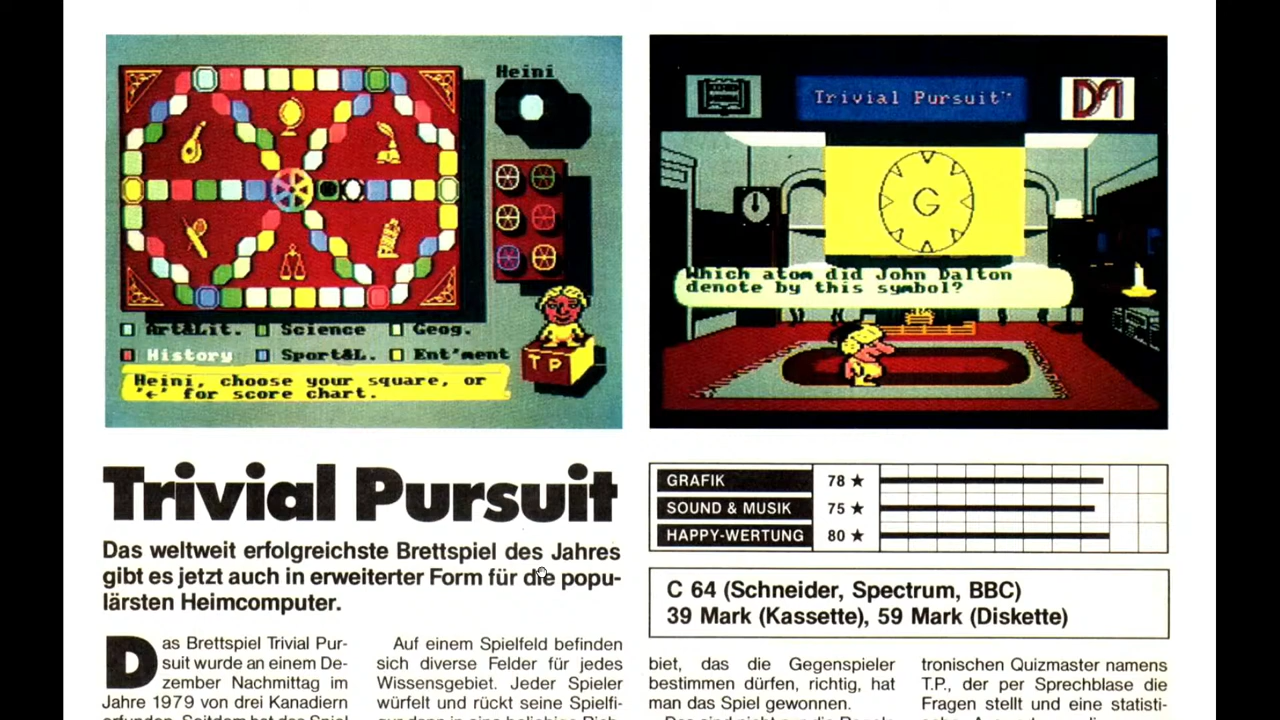 Heini
Art&Lit. Science Geog.
History Sport&L. Ent'ment
Heini, choose your square, or
'←' for score chart.
TP
Trivial Pursuit™
G
Which atom did John Dalton
denote by this symbol?
Trivial Pursuit
Das weltweit erfolgreichste Brettspiel des Jahres
gibt es jetzt auch in erweiterter Form für die popu-
lärsten Heimcomputer.
GRAFIK 78 ★
SOUND & MUSIK 75 ★
HAPPY-WERTUNG 80 ★
C 64 (Schneider, Spectrum, BBC)
39 Mark (Kassette), 59 Mark (Diskette)
Das Brettspiel Trivial Pur-
suit wurde an einem De-
zember Nachmittag im
Jahre 1979 von drei Kanadiern
erfunden. Seitdem hat das Spiel
Auf einem Spielfeld befinden
sich diverse Felder für jedes
Wissensgebiet. Jeder Spieler
würfelt und rückt seine Spielfi-
biet, das die Gegenspieler
bestimmen dürfen, richtig, hat
man das Spiel gewonnen.
tronischen Quizmaster namens
T.P., der per Sprechblase die
Fragen stellt und eine statisti-